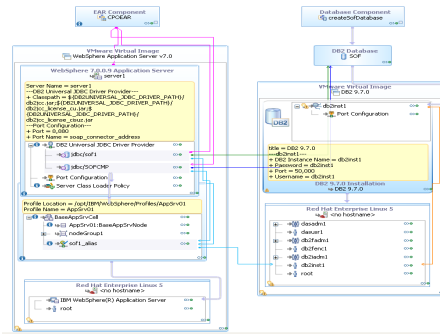 EAR Component
CPOEAR
Database Component
createSofDatabase
VMware Virtual Image
WebSphere Application Server v7.0
WebSphere 7.0.0.9 Application Server
server1
Server Name = server1
---DB2 Universal JDBC Driver Provider---
+ Classpath = ${DB2UNIVERSAL_JDBC_DRIVER_PATH}/
db2jcc.jar;${DB2UNIVERSAL_JDBC_DRIVER_PATH}/
db2jcc_license_cu.jar;$
{DB2UNIVERSAL_JDBC_DRIVER_PATH}/
db2jcc_license_cisuz.jar
---Port Configuration---
+ Port = 8,880
+ Port Name = soap_connector_address
DB2 Universal JDBC Driver Provider
jdbc/sof1
jdbc/SOFCMP
Port Configuration
Server Class Loader Policy
Profile Location = /opt/IBM/WebSphere/Profiles/AppSrv01
Profile Name = AppSrv01
BaseAppSrvCell
AppSrv01:BaseAppSrvNode
nodeGroup1
sof1_alias
Red Hat Enterprise Linux 5
<no hostname>
IBM WebSphere(R) Application Server
root
DB2 Database
SOF
VMware Virtual Image
DB2 9.7.0
DB2
db2inst1
Port Configuration
title = DB2 9.7.0
---db2inst1---
+ DB2 Instance Name = db2inst1
+ Password = db2inst1
+ Port = 50,000
+ Username = db2inst1
DB2 9.7.0 Installation
Red Hat Enterprise Linux 5
<no hostname>
dasadm1
dasusr1
db2fadm1
db2fenc1
db2iadm1
db2inst1
root